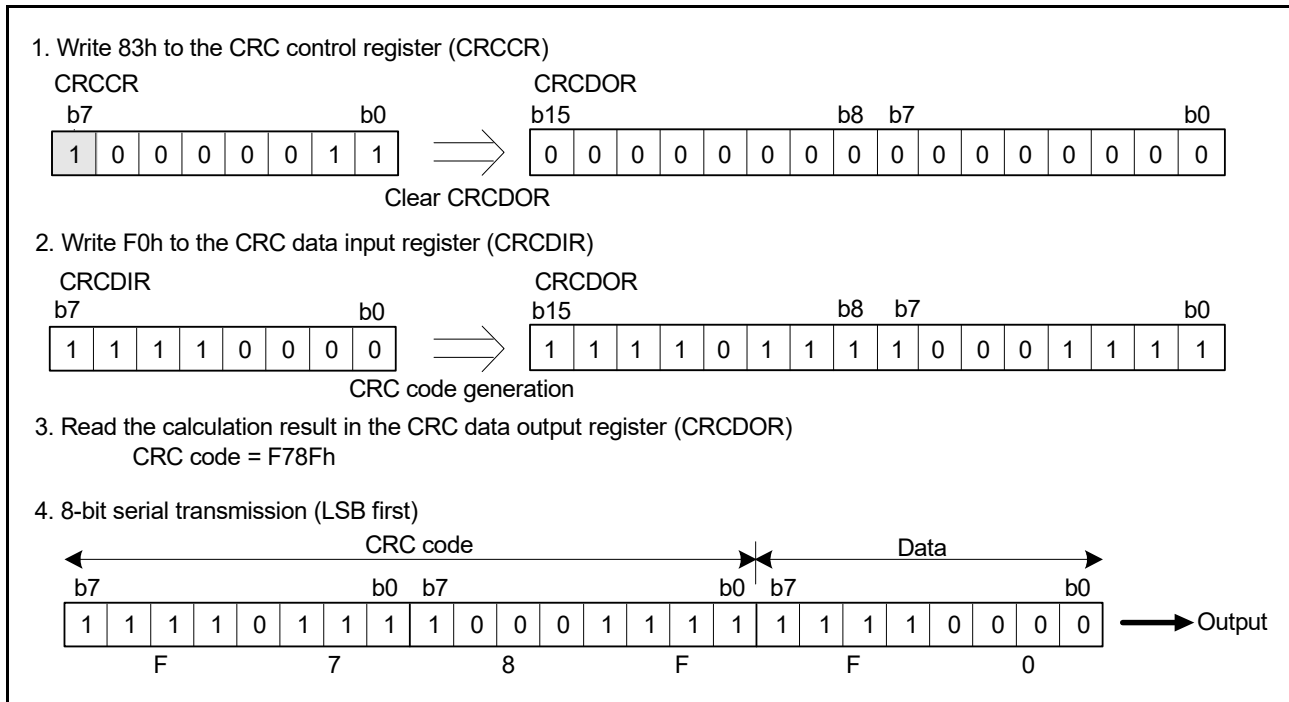 1. Write 83h to the CRC control register (CRCCR)
CRCCR CRCDOR
b7 b0 b15 b8 b7 b0
1 0 0 0 0 0 1 1 0 0 0 0 0 0 0 0 0 0 0 0 0 0 0 0
Clear CRCDOR
2. Write F0h to the CRC data input register (CRCDIR)
CRCDIR CRCDOR
b7 b0 b15 b8 b7 b0
1 1 1 1 0 0 0 0 1 1 1 1 0 1 1 1 1 0 0 0 1 1 1 1
CRC code generation
3. Read the calculation result in the CRC data output register (CRCDOR)
CRC code = F78Fh
4. 8-bit serial transmission (LSB first)
CRC code Data
b7 b0 b7 b0 b7 b0
1 1 1 1 0 1 1 1 1 0 0 0 1 1 1 1 1 1 1 1 0 0 0 0 Output
F 7 8 F F 0